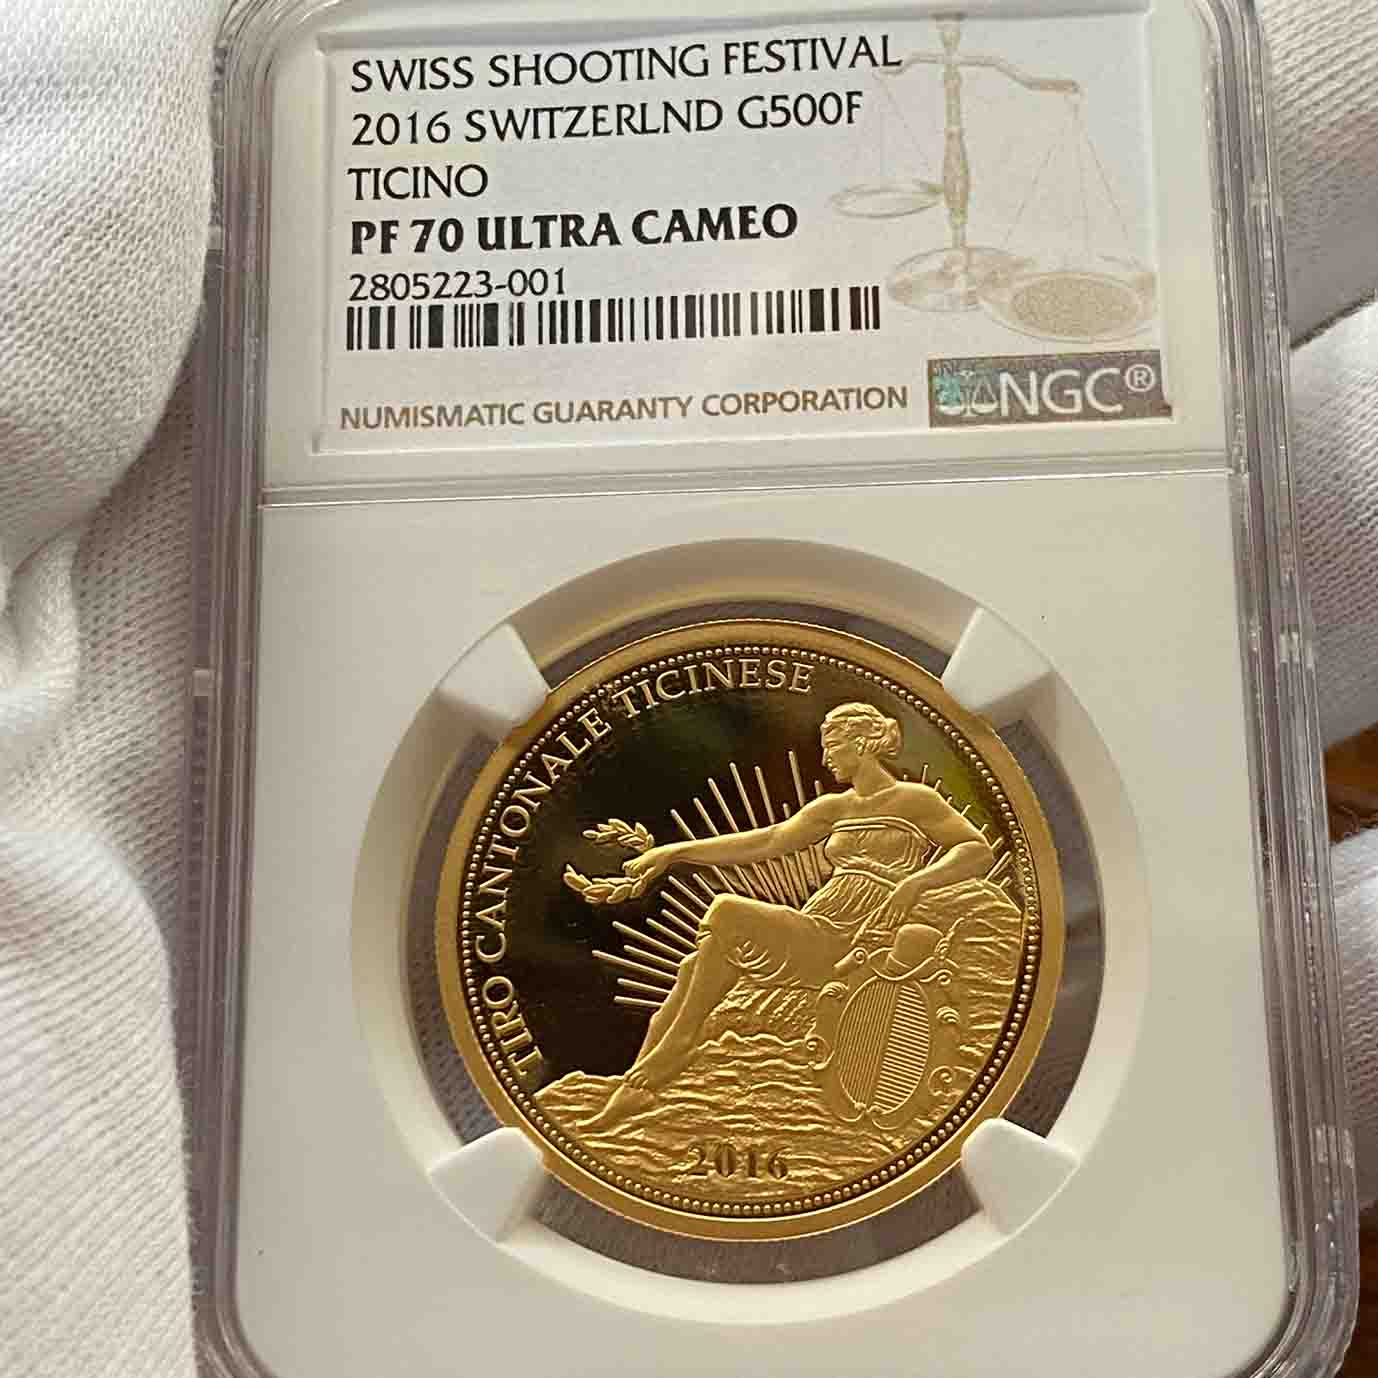 SWISS SHOOTING FESTIVAL
2016 SWITZERLND G500F
TICINO
PF 70 ULTRA CAMEO
2805223-001
NUMISMATIC GUARANTY CORPORATION
NGC®
TIRO CANTONALE TICINESE
2016